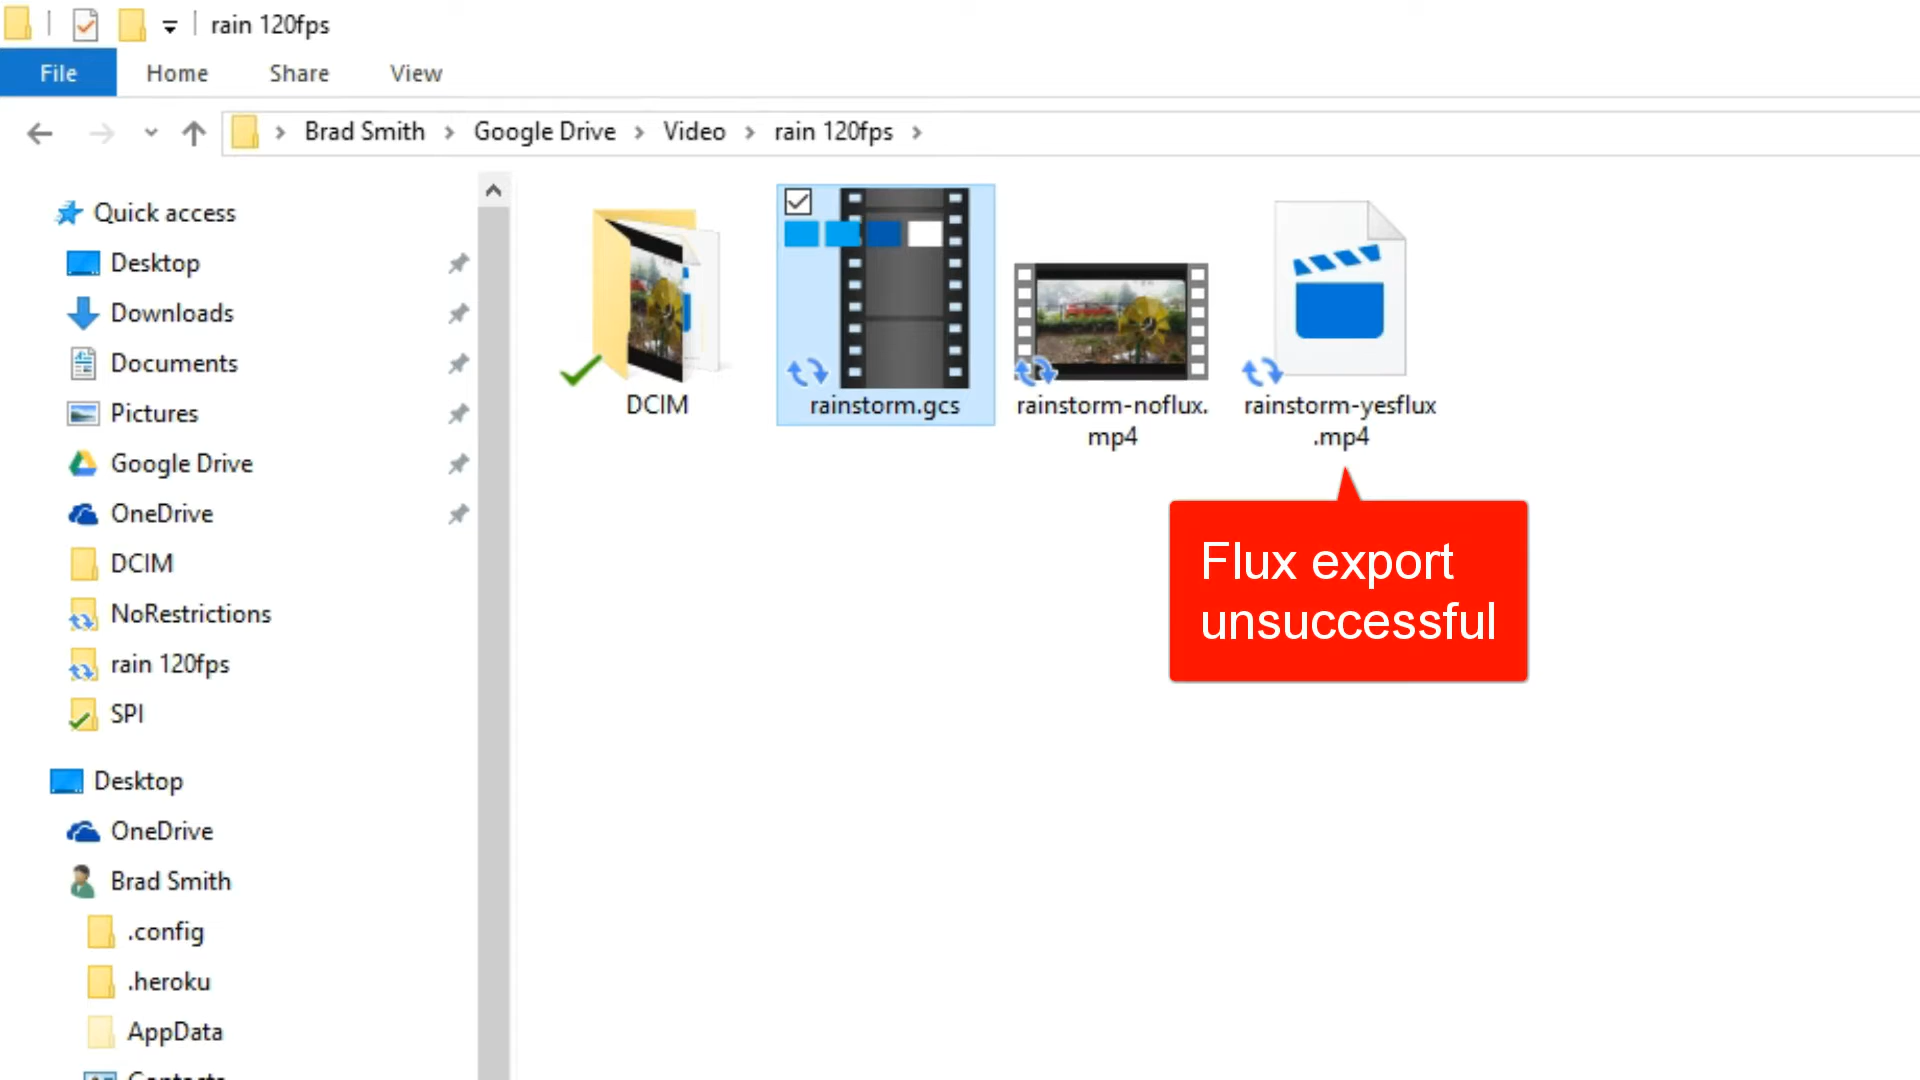 rain 120fps
File Home Share View
Brad Smith Google Drive Video rain 120fps
Quick access
Desktop
Downloads
Documents
Pictures
Google Drive
OneDrive
DCIM
NoRestrictions
rain 120fps
SPI
Desktop
OneDrive
Brad Smith
.config
.heroku
AppData
Contacts
DCIM
rainstorm.gcs
rainstorm-noflux.
mp4
rainstorm-yesflux
.mp4
Flux export
unsuccessful